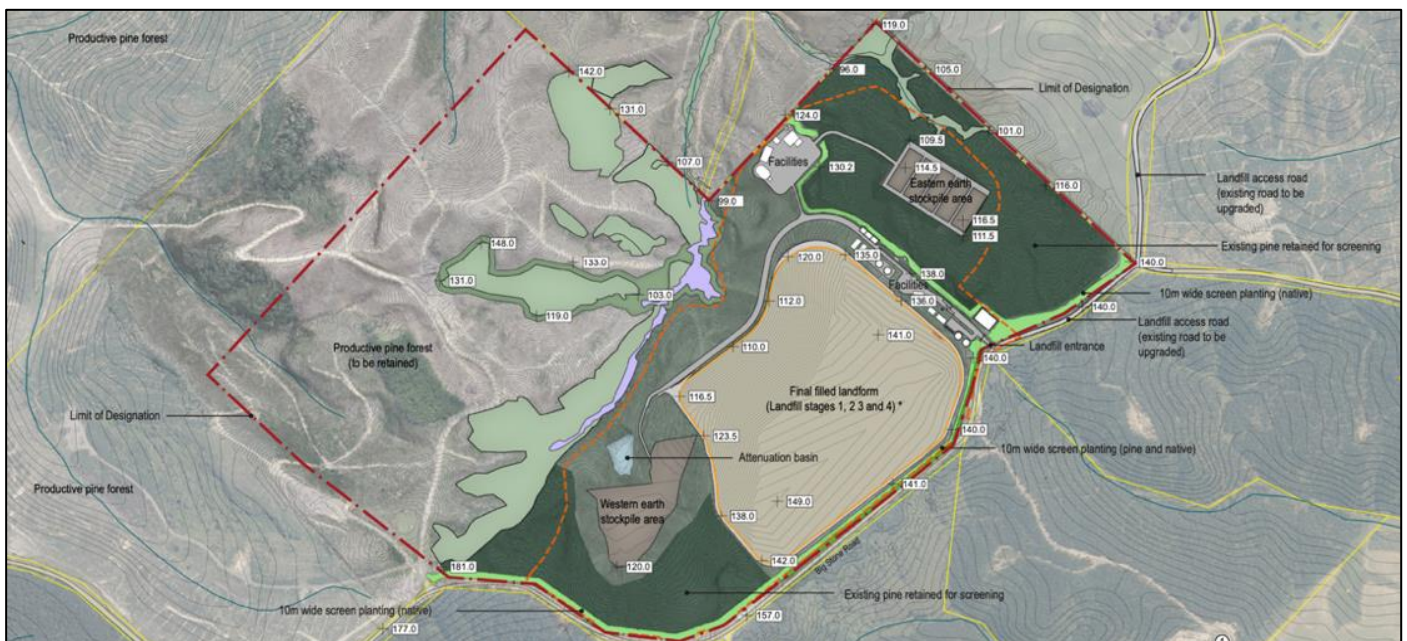 119.0
Productive pine forest
142.0
96.0
105.0
Limit of Designation
131.0
124.0
101.0
109.5
107.0
Facilities
130.2
114.5
Landfill access road
(existing road to be
upgraded)
Eastern earth
stockpile area
116.0
99.0
116.5
111.5
Existing pine retained for screening
148.0
133.0
120.0
135.0
140.0
131.0
103.0
138.0
Facilities
10m wide screen planting (native)
112.0
136.0
140.0
119.0
Landfill access road
(existing road to be
upgraded)
141.0
Productive pine forest
(to be retained)
110.0
Landfill entrance
140.0
116.5
Final filled landform
(Landfill stages 1, 2 3 and 4) *
Limit of Designation
123.5
140.0
10m wide screen planting (pine and native)
Attenuation basin
141.0
Productive pine forest
149.0
Western earth
stockpile area
138.0
Big Stone Road
142.0
181.0
120.0
Existing pine retained for screening
10m wide screen planting (native)
157.0
177.0